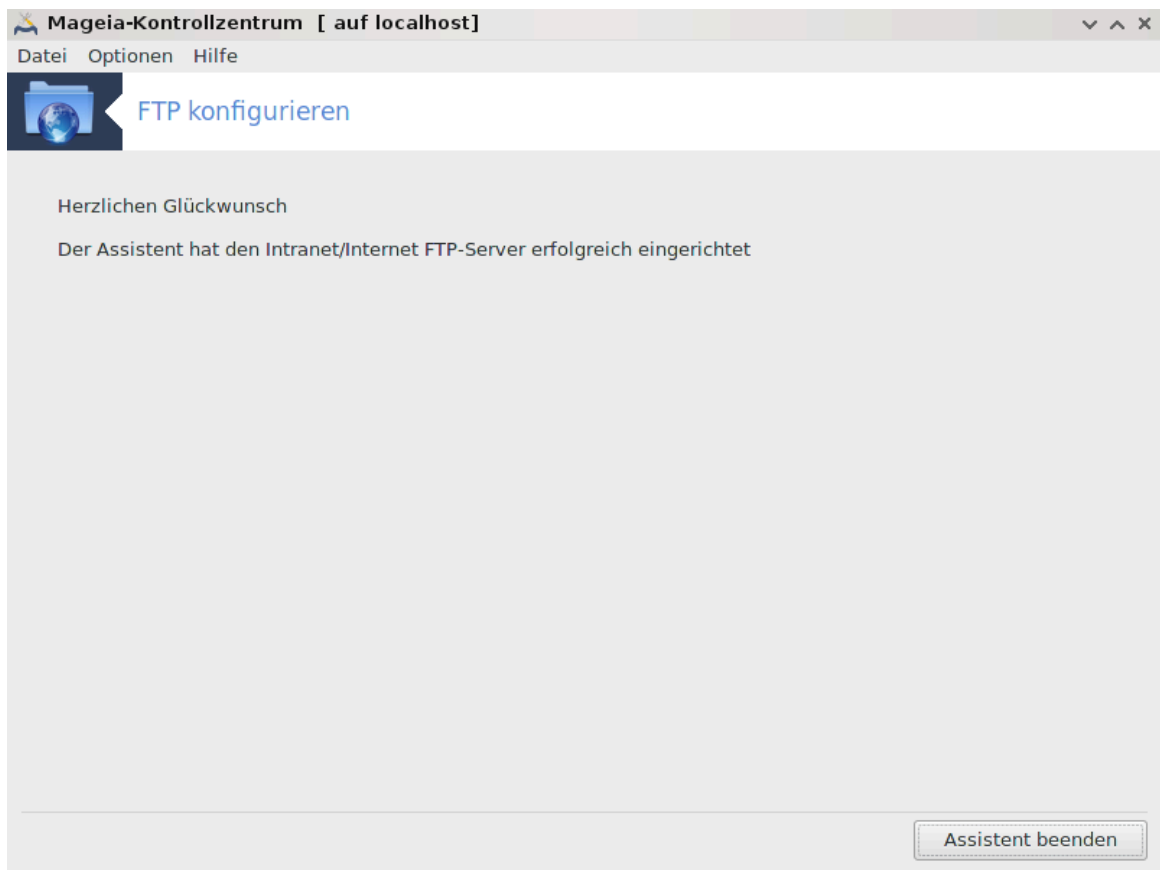 Mageia-Kontrollzentrum [ auf localhost]
Datei Optionen Hilfe
FTP konfigurieren
Herzlichen Glückwunsch
Der Assistent hat den Intranet/Internet FTP-Server erfolgreich eingerichtet
Assistent beenden